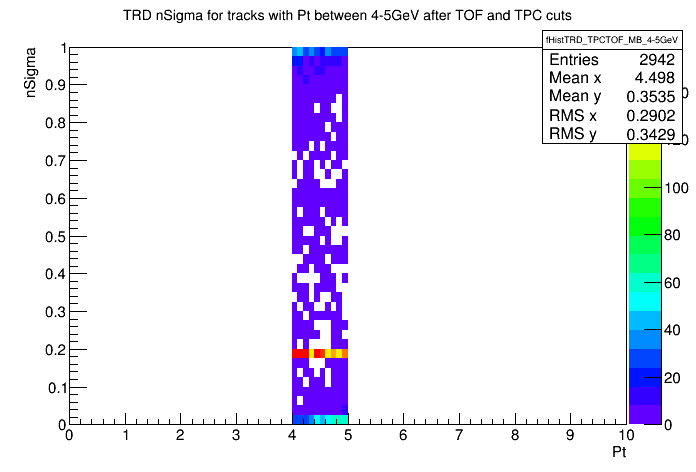 TRD nSigma for tracks with Pt between 4-5GeV after TOF and TPC cuts
fHistTRD_TPCTOF_MB_4-5GeV
Entries 2942
Mean x 4.498
Mean y 0.3535
RMS x 0.2902
RMS y 0.3429
nSigma
1
0.9
0.8
0.7
0.6
0.5
0.4
0.3
0.2
0.1
0
0 1 2 3 4 5 6 7 8 9 10
Pt
100
80
60
40
20
0